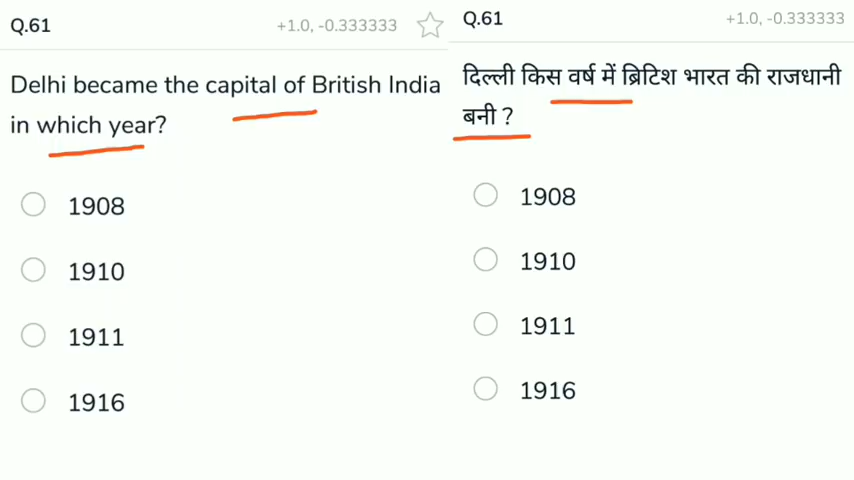 Q.61
+1.0, -0.333333
Delhi became the capital of British India
in which year?
1908
1910
1911
1916
Q.61
+1.0, -0.333333
दिल्ली किस वर्ष में ब्रिटिश भारत की राजधानी
बनी ?
1908
1910
1911
1916